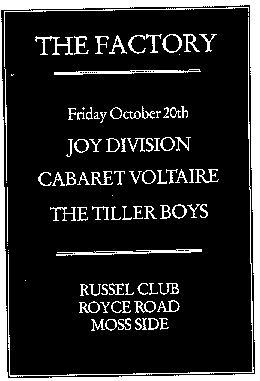 THE FACTORY
Friday October 20th
JOY DIVISION
CABARET VOLTAIRE
THE TILLER BOYS
RUSSEL CLUB
ROYCE ROAD
MOSS SIDE